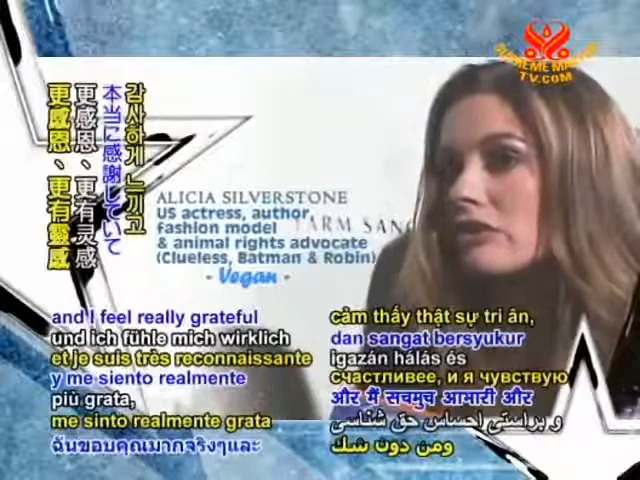 SUPREME MASTER
TV.COM
감사하게 느끼고
本当に感謝していて
更感恩、更有灵感
更感恩、更有靈感
ALICIA SILVERSTONE
US actress, author,
fashion model
& animal rights advocate
(Clueless, Batman & Robin)
- Vegan -
FARM SANC
and I feel really grateful
und ich fühle mich wirklich
et je suis très reconnaissante
y me siento realmente
più grata,
me sinto realmente grata
ฉันขอบคุณมากจริงๆและ
cảm thấy thật sự tri ân,
dan sangat bersyukur
igazán hálás és
счастливее, и я чувствую
और मैं सचमुच आभारी और
و براستی احساس حق شناسی
ومن دون شك